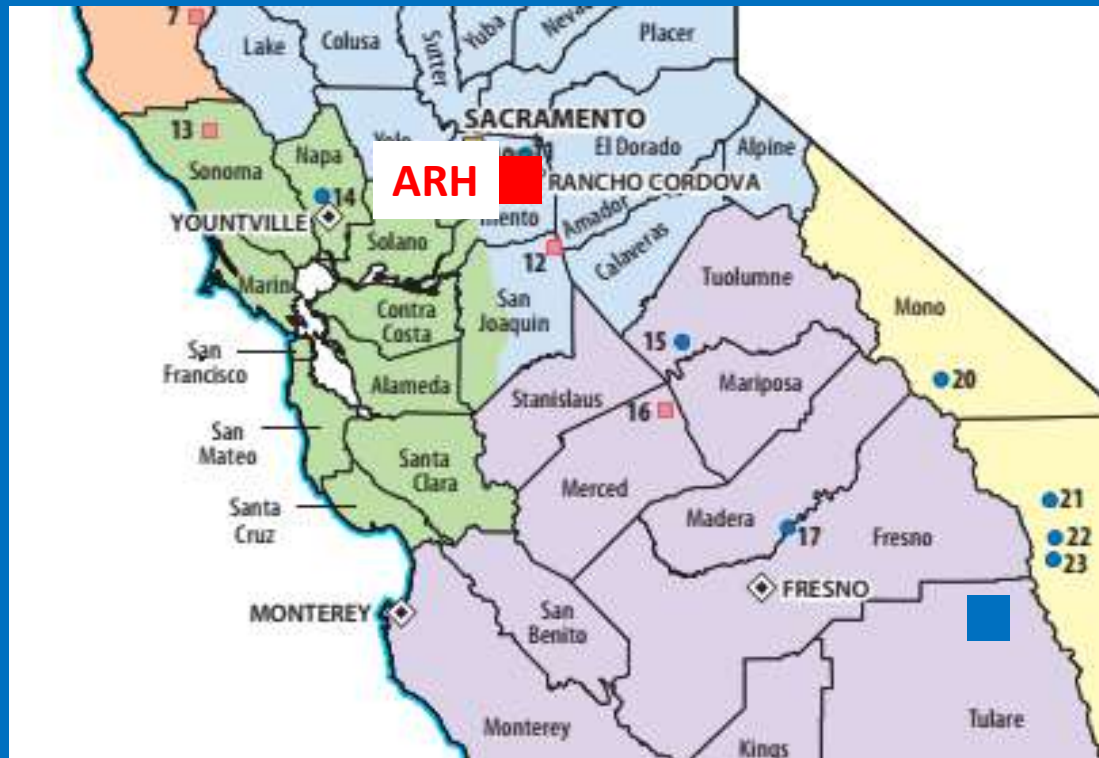 7
Lake
Colusa
Sutter
Yuba
Placer
SACRAMENTO
13
Sonoma
Napa
El Dorado
Alpine
ARH
RANCHO CORDOVA
14
YOUNTVILLE
Solano
mento
Amador
Calaveras
12
Marin
Contra
Costa
San
Joaquin
Tuolumne
Mono
San
Francisco
Alameda
15
Mariposa
20
Stanislaus
16
San
Mateo
Santa
Clara
Merced
Santa
Cruz
Madera
17
Fresno
21
22
23
FRESNO
MONTEREY
San
Benito
Monterey
Kings
Tulare